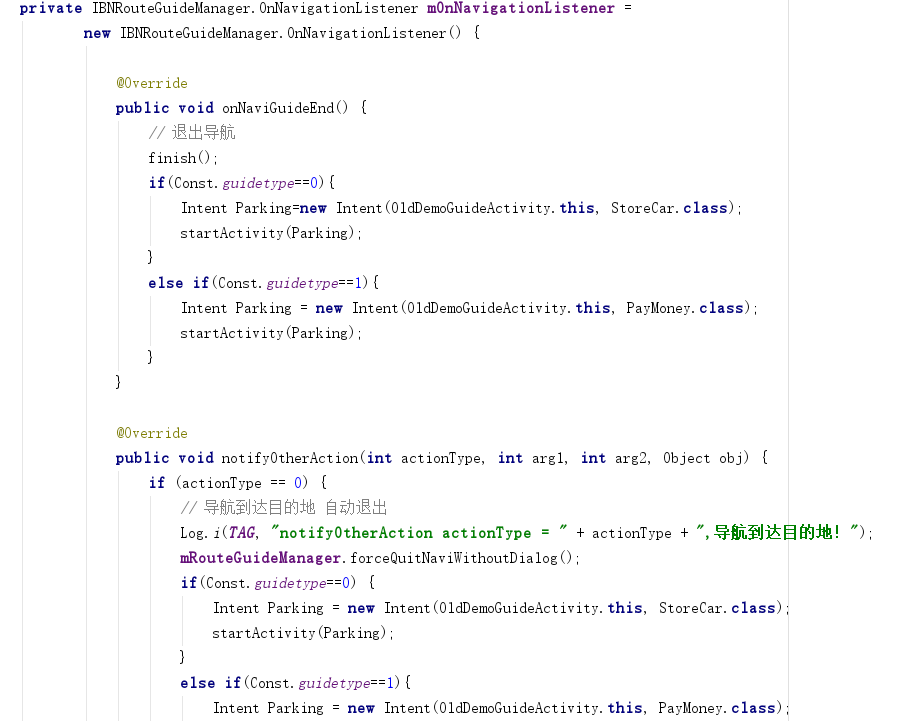 private IBNRouteGuideManager.OnNavigationListener mOnNavigationListener =
new IBNRouteGuideManager.OnNavigationListener() {
@Override
public void onNaviGuideEnd() {
// 退出导航
finish();
if(Const.guidetype==0){
Intent Parking=new Intent(OldDemoGuideActivity.this, StoreCar.class);
startActivity(Parking);
}
else if(Const.guidetype==1){
Intent Parking = new Intent(OldDemoGuideActivity.this, PayMoney.class);
startActivity(Parking);
}
}
@Override
public void notifyOtherAction(int actionType, int arg1, int arg2, Object obj) {
if (actionType == 0) {
// 导航到达目的地 自动退出
Log.i(TAG, "notifyOtherAction actionType = " + actionType + ",导航到达目的地！");
mRouteGuideManager.forceQuitNaviWithoutDialog();
if(Const.guidetype==0) {
Intent Parking = new Intent(OldDemoGuideActivity.this, StoreCar.class);
startActivity(Parking);
}
else if(Const.guidetype==1){
Intent Parking = new Intent(OldDemoGuideActivity.this, PayMoney.class);